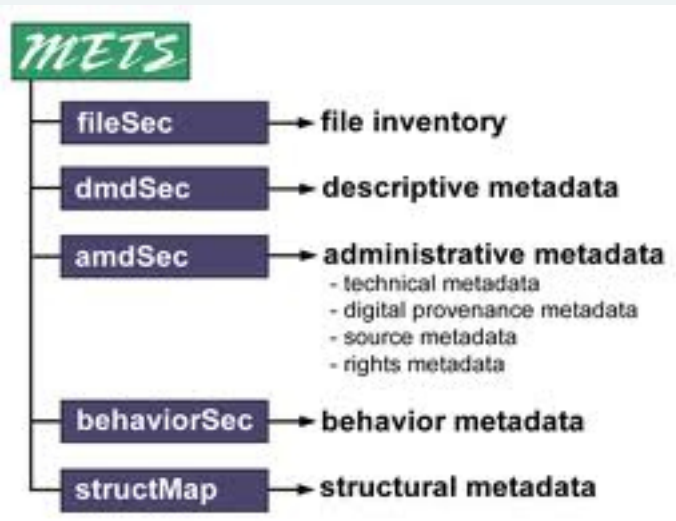 METS
fileSec file inventory
dmdSec descriptive metadata
amdSec administrative metadata
- technical metadata
- digital provenance metadata
- source metadata
- rights metadata
behaviorSec behavior metadata
structMap structural metadata